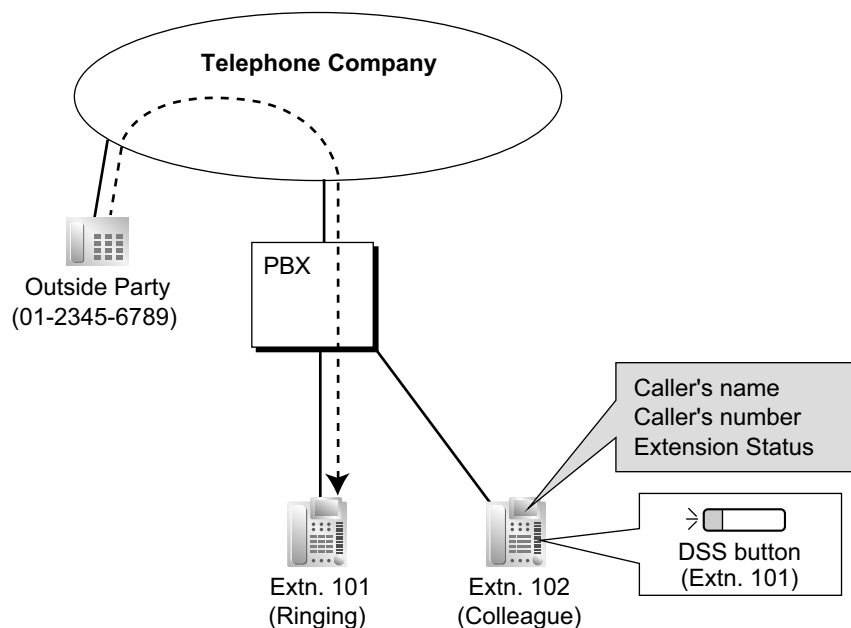 Telephone Company
PBX
Outside Party
(01-2345-6789)
Caller's name
Caller's number
Extension Status
DSS button
(Extn. 101)
Extn. 101
(Ringing)
Extn. 102
(Colleague)